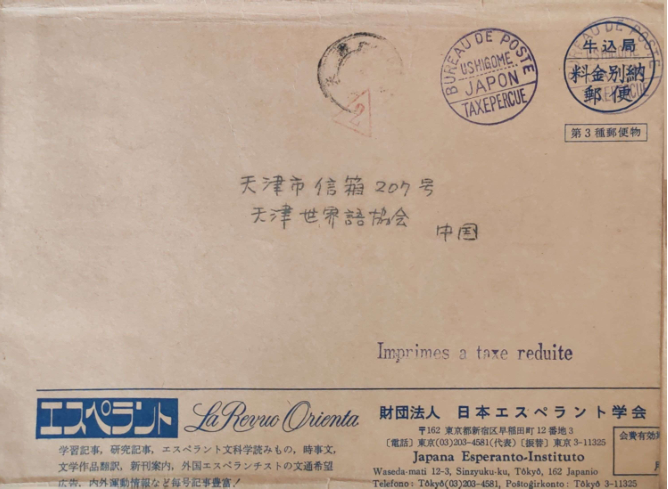 BUREAU DE POSTE
USHIGOME
JAPON
TAXE PERCUE
牛込局
料金別納
郵便
第3種郵便物
2
天津市信箱207号
天津世界語協会
中国
Imprimes a taxe reduite
エスペラント La Revuo Orienta
学習記事，研究記事，エスペラント文科学読みもの，時事文，
文学作品翻訳，新刊案内，外国エスペランチストの文通希望
広告，内外運動情報など毎号記事豊富！
財団法人 日本エスペラント学会
〒162 東京都新宿区早稲田町12番地3
〔電話〕東京(03)203-4581(代表)〔振替〕東京3-11325
Japana Esperanto-Instituto
Waseda-mati 12-3, Sinzyuku-ku, Tôkyô, 162 Japanio
Telefono: Tôkyô(03)203-4581, Poŝtoĝirkonto: Tôkyô 3-11325
会費有効